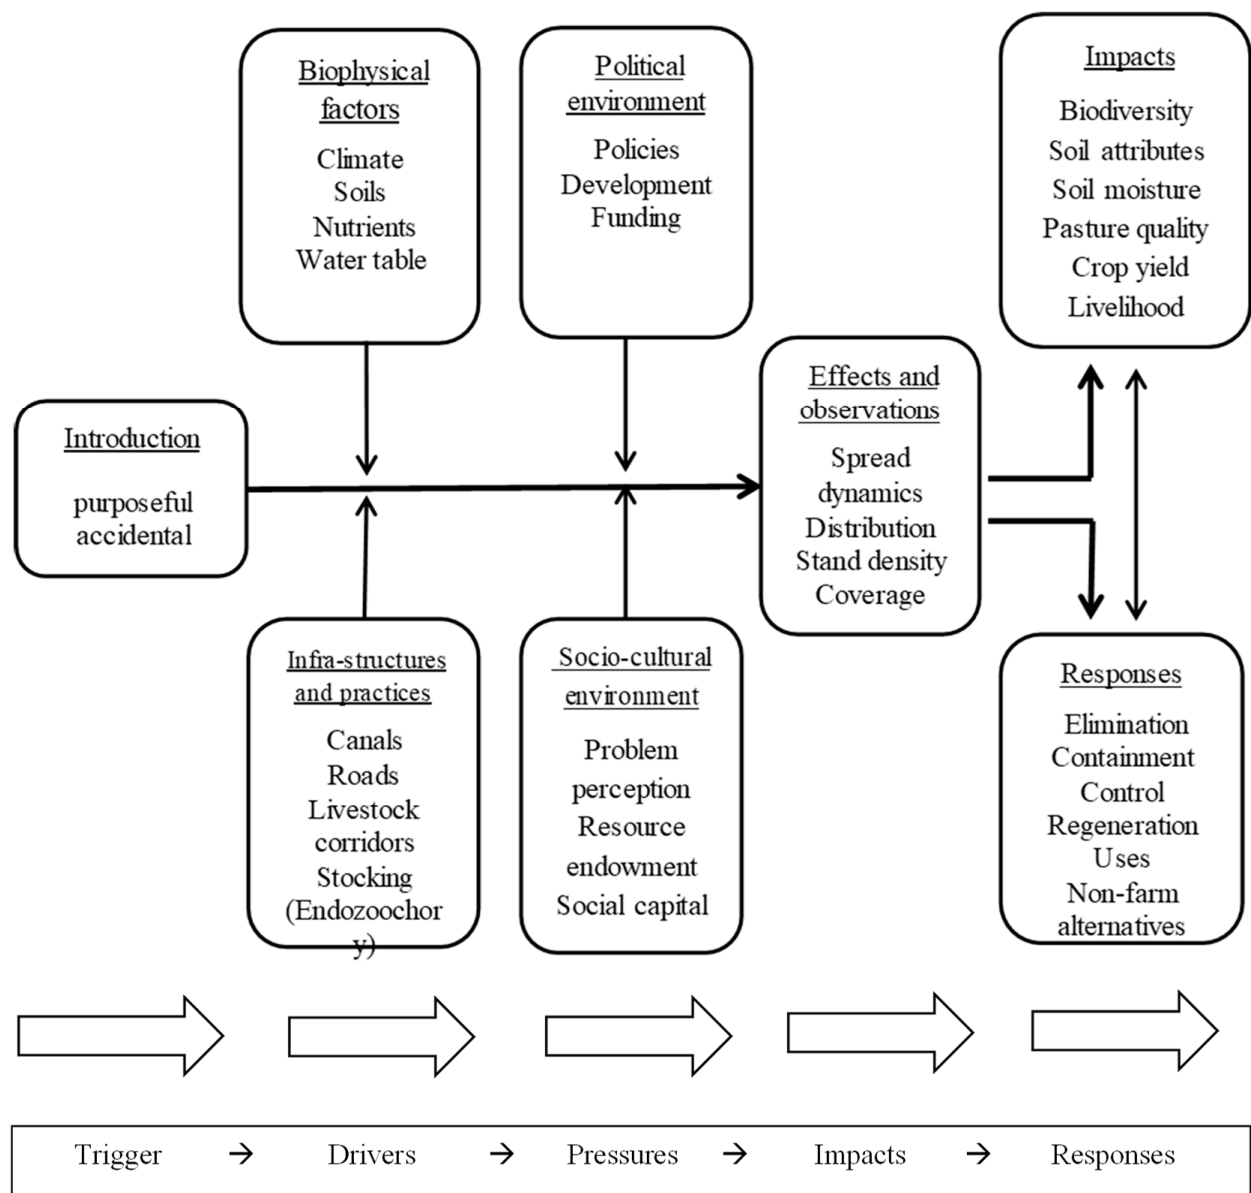 Biophysical
factors
Climate
Soils
Nutrients
Water table
Political
environment
Policies
Development
Funding
Impacts
Biodiversity
Soil attributes
Soil moisture
Pasture quality
Crop yield
Livelihood
Introduction
purposeful
accidental
Effects and
observations
Spread
dynamics
Distribution
Stand density
Coverage
Infra-structures
and practices
Canals
Roads
Livestock
corridors
Stocking
(Endozoochor
y)
Socio-cultural
environment
Problem
perception
Resource
endowment
Social capital
Responses
Elimination
Containment
Control
Regeneration
Uses
Non-farm
alternatives
Trigger → Drivers → Pressures → Impacts → Responses